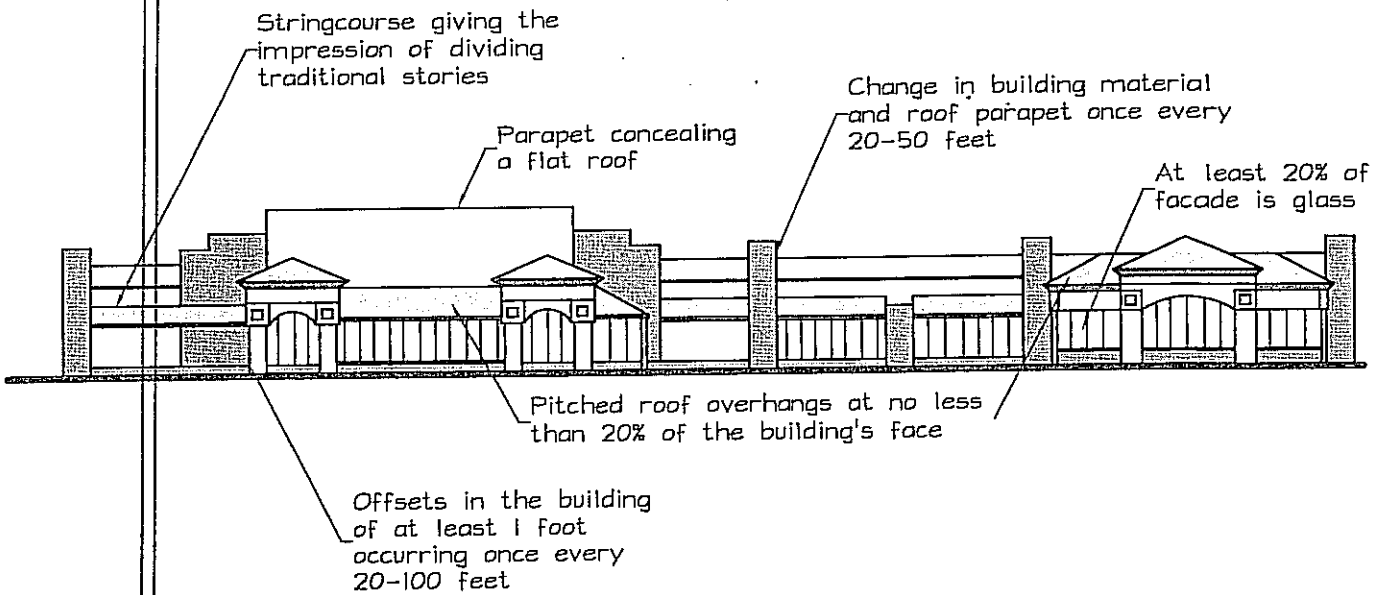 Stringcourse giving the
impression of dividing
traditional stories
Parapet concealing
a flat roof
Change in building material
and roof parapet once every
20-50 feet
At least 20% of
facade is glass
Pitched roof overhangs at no less
than 20% of the building's face
Offsets in the building
of at least 1 foot
occurring once every
20-100 feet